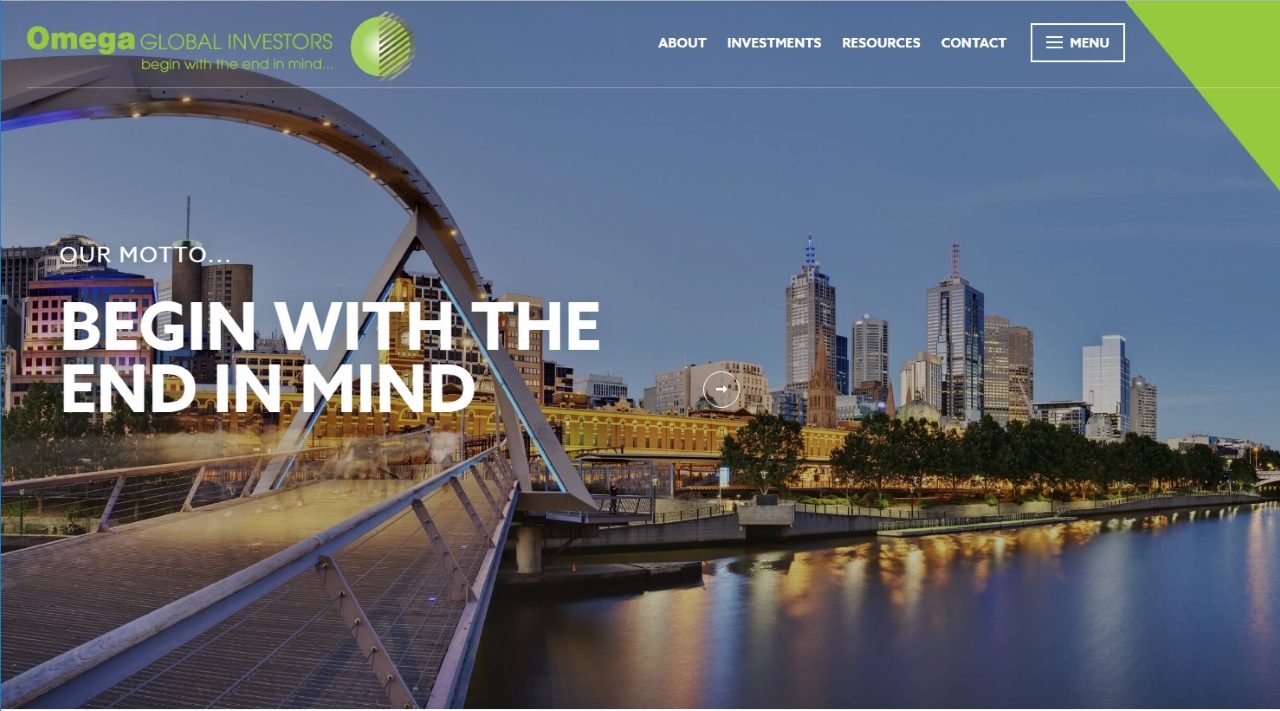 Omega GLOBAL INVESTORS
begin with the end in mind...
ABOUT INVESTMENTS RESOURCES CONTACT MENU
OUR MOTTO...
BEGIN WITH THE
END IN MIND